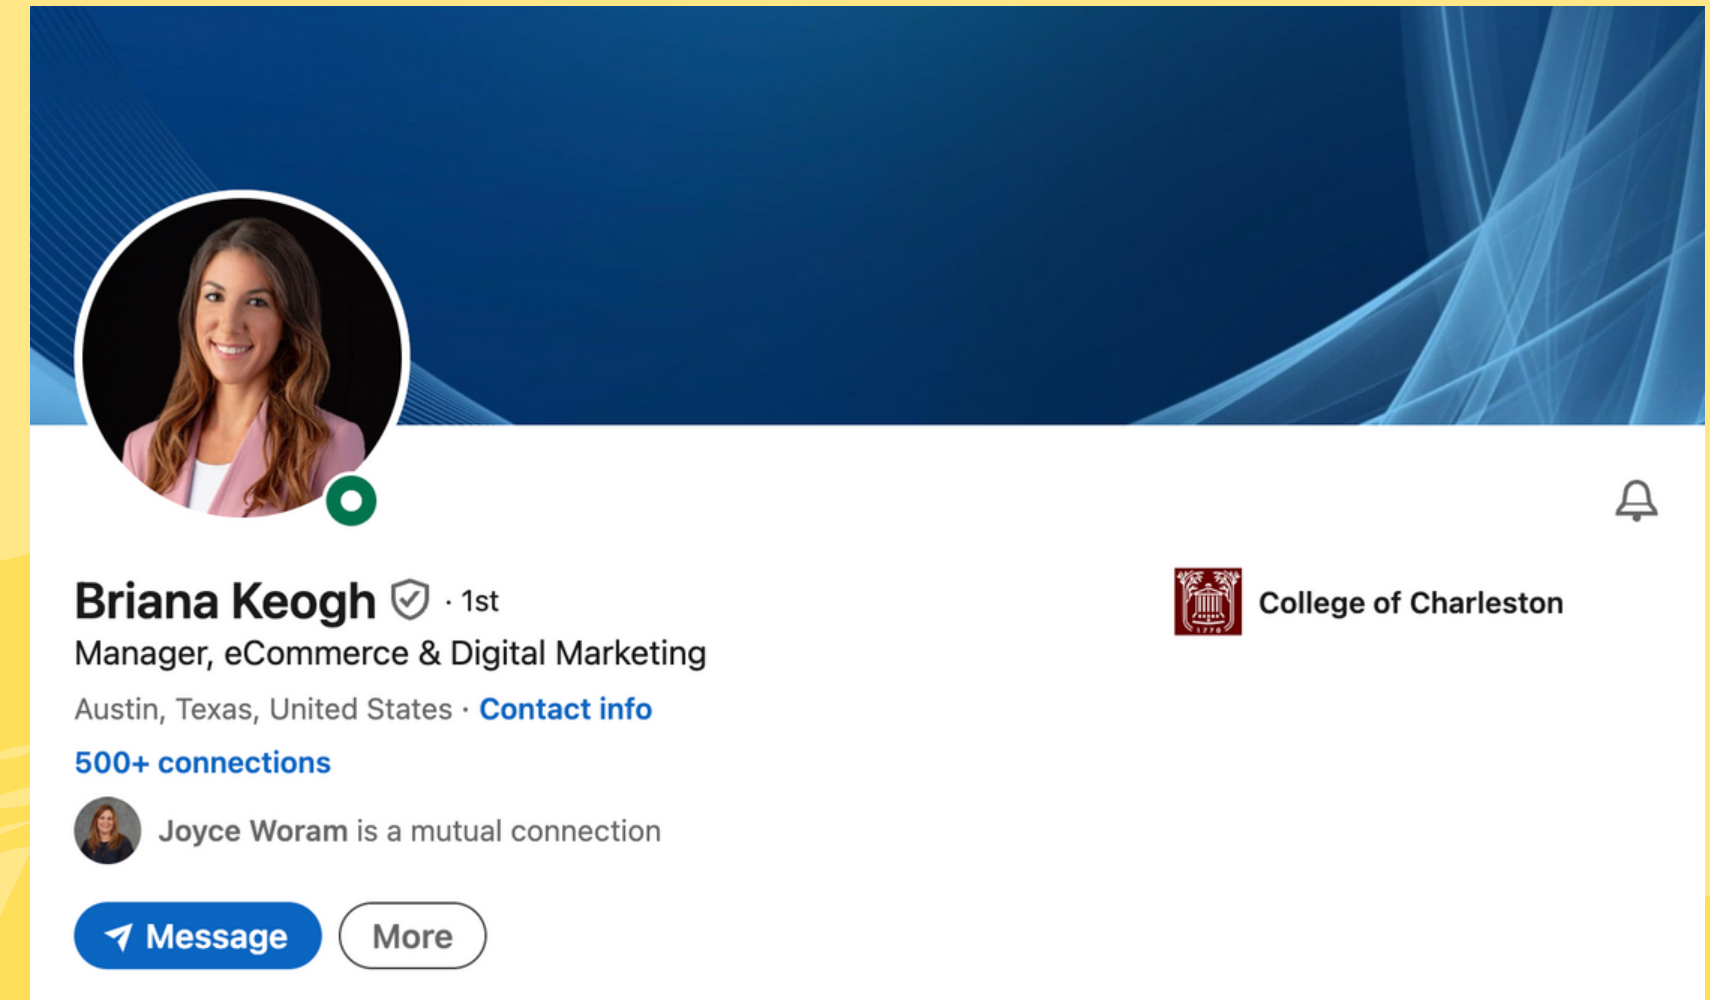 Briana Keogh · 1st
Manager, eCommerce & Digital Marketing
Austin, Texas, United States · Contact info
500+ connections
Joyce Woram is a mutual connection
Message
More
1770
College of Charleston